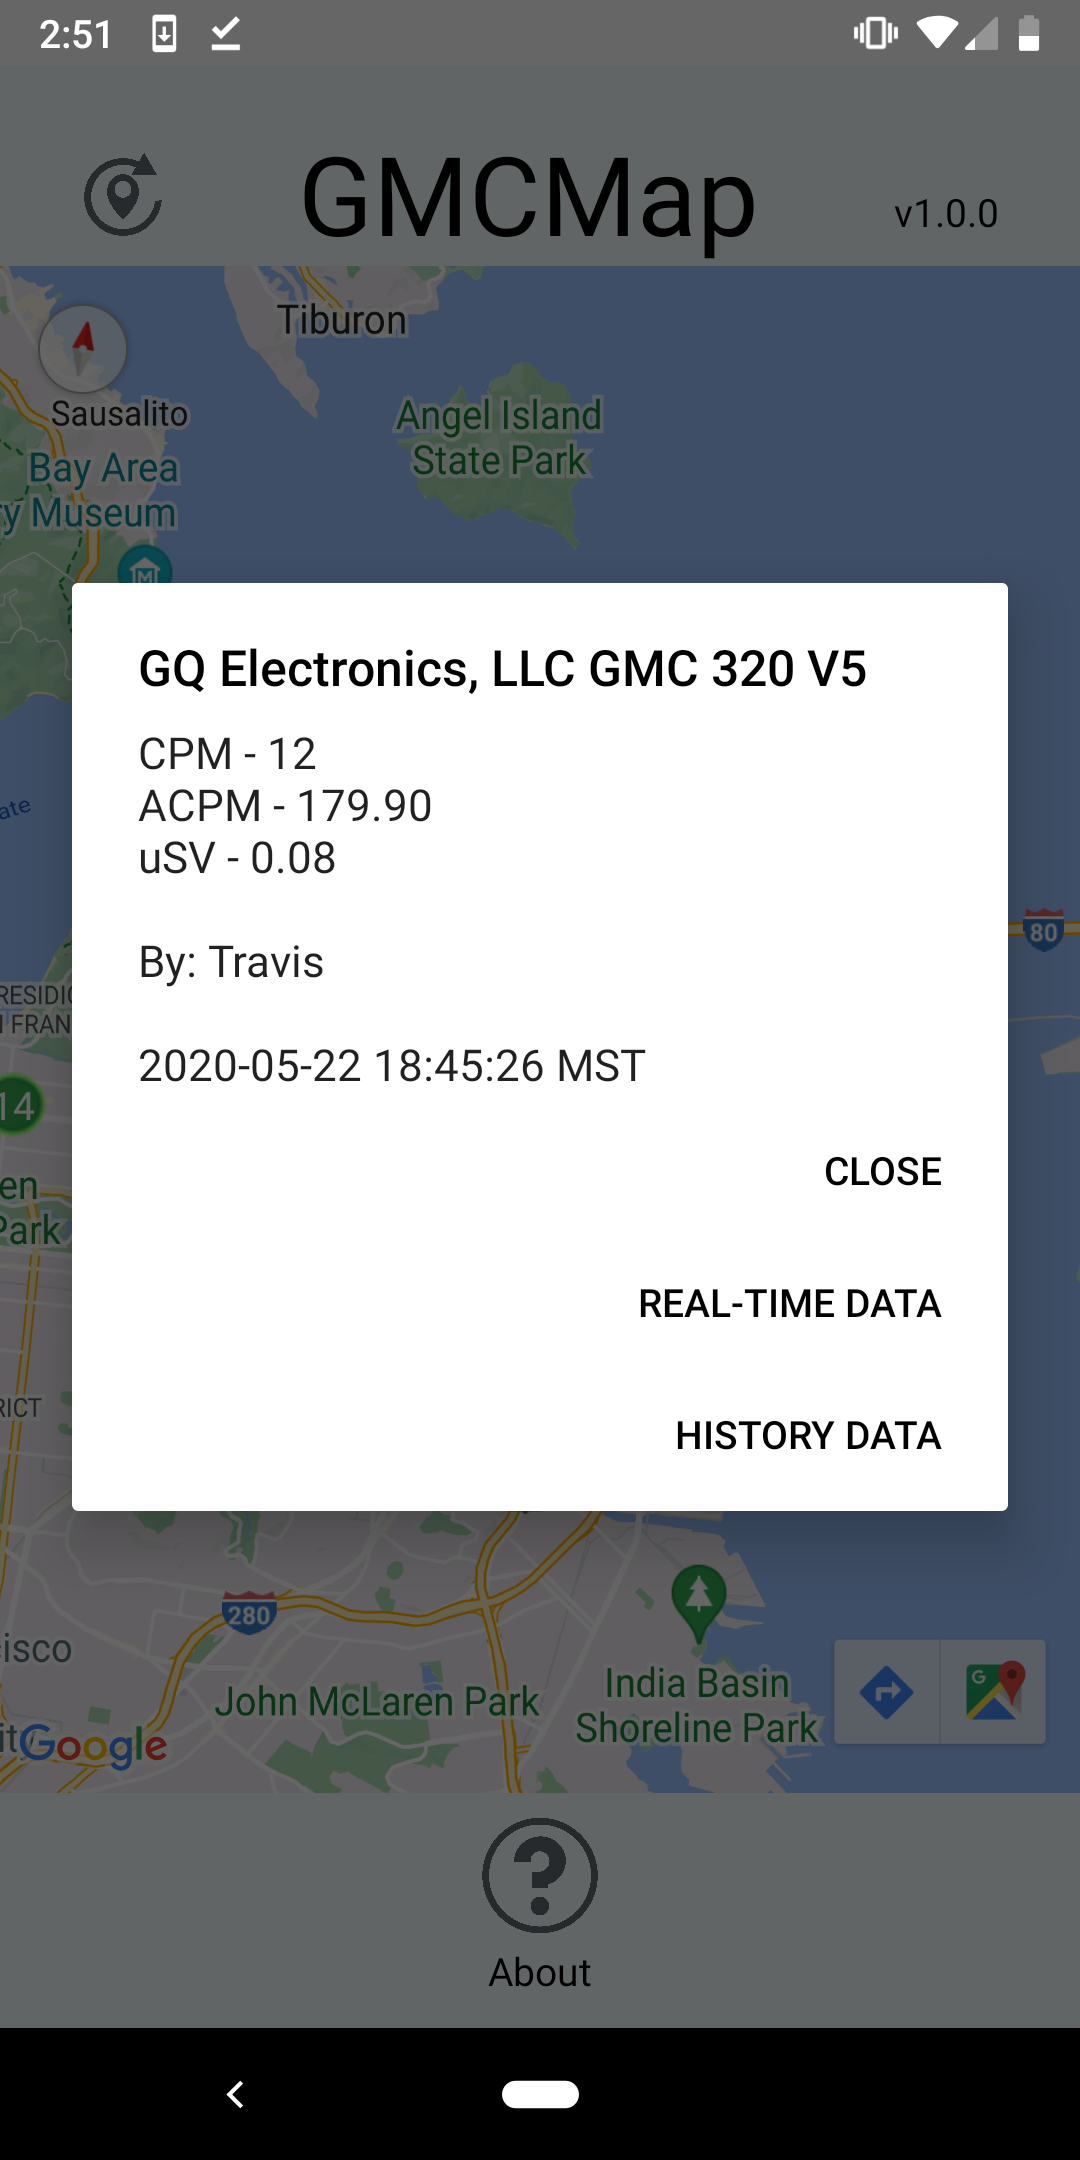 2:51
GMCMap
v1.0.0
Tiburon
Sausalito
Angel Island
State Park
Bay Area
y Museum
M
GQ Electronics, LLC GMC 320 V5
CPM - 12
ACPM - 179.90
uSV - 0.08
By: Travis
2020-05-22 18:45:26 MST
CLOSE
REAL-TIME DATA
HISTORY DATA
ate
80
RESIDIO
FRAN
14
en
Park
RICT
280
isco
John McLaren Park
India Basin
Shoreline Park
it
Google
G
About